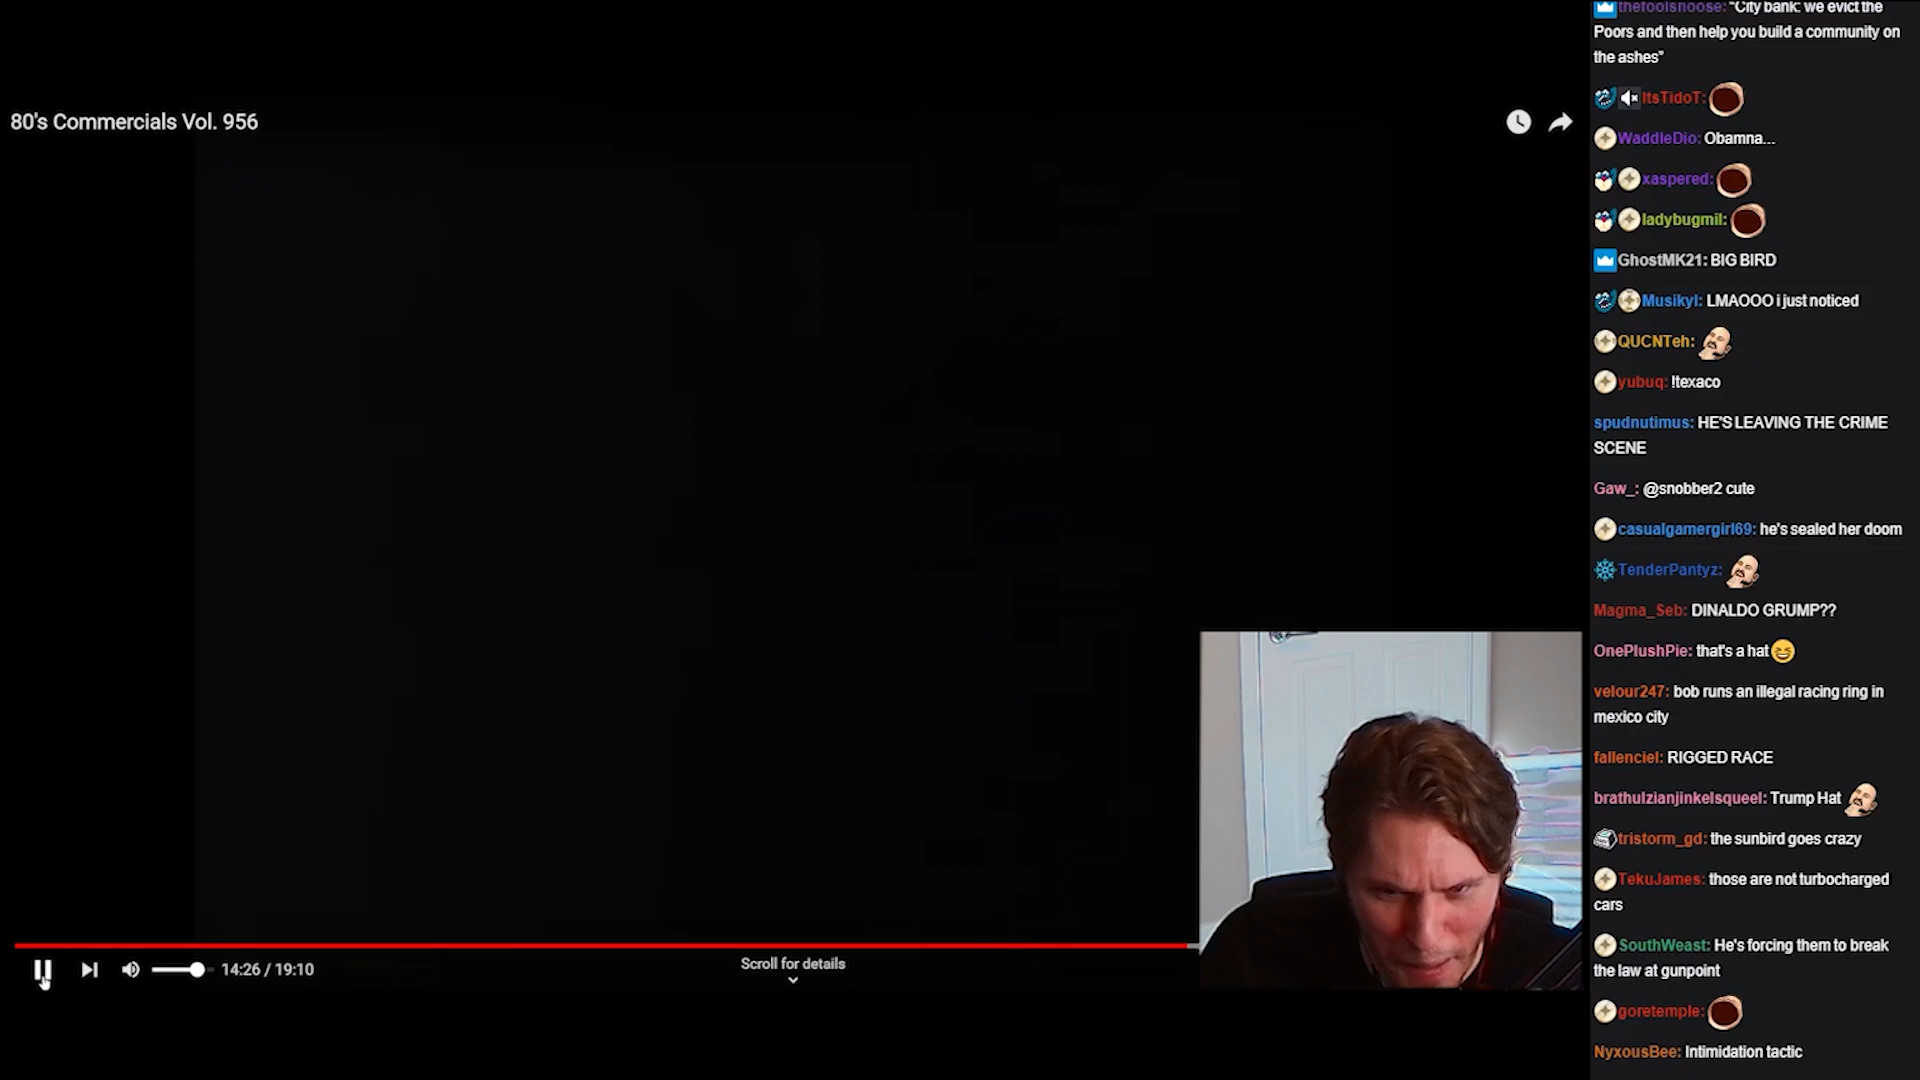 80's Commercials Vol. 956
14:26 / 19:10
Scroll for details
thefoolsnoose: "City bank: we evict the
Poors and then help you build a community on
the ashes"
ItsTidoT:
WaddleDio: Obamna...
xaspered:
ladybugmil:
GhostMK21: BIG BIRD
Musikyl: LMAOOO i just noticed
QUCNTeh:
yubuq: !texaco
spudnutimus: HE'S LEAVING THE CRIME
SCENE
Gaw_: @snobber2 cute
casualgamergirl69: he's sealed her doom
TenderPantyz:
Magma_Seb: DINALDO GRUMP??
OnePlushPie: that's a hat
velour247: bob runs an illegal racing ring in
mexico city
fallenciel: RIGGED RACE
brathulzianjinkelsqueel: Trump Hat
tristorm_gd: the sunbird goes crazy
TekuJames: those are not turbocharged
cars
SouthWeast: He's forcing them to break
the law at gunpoint
goretemple:
NyxousBee: Intimidation tactic